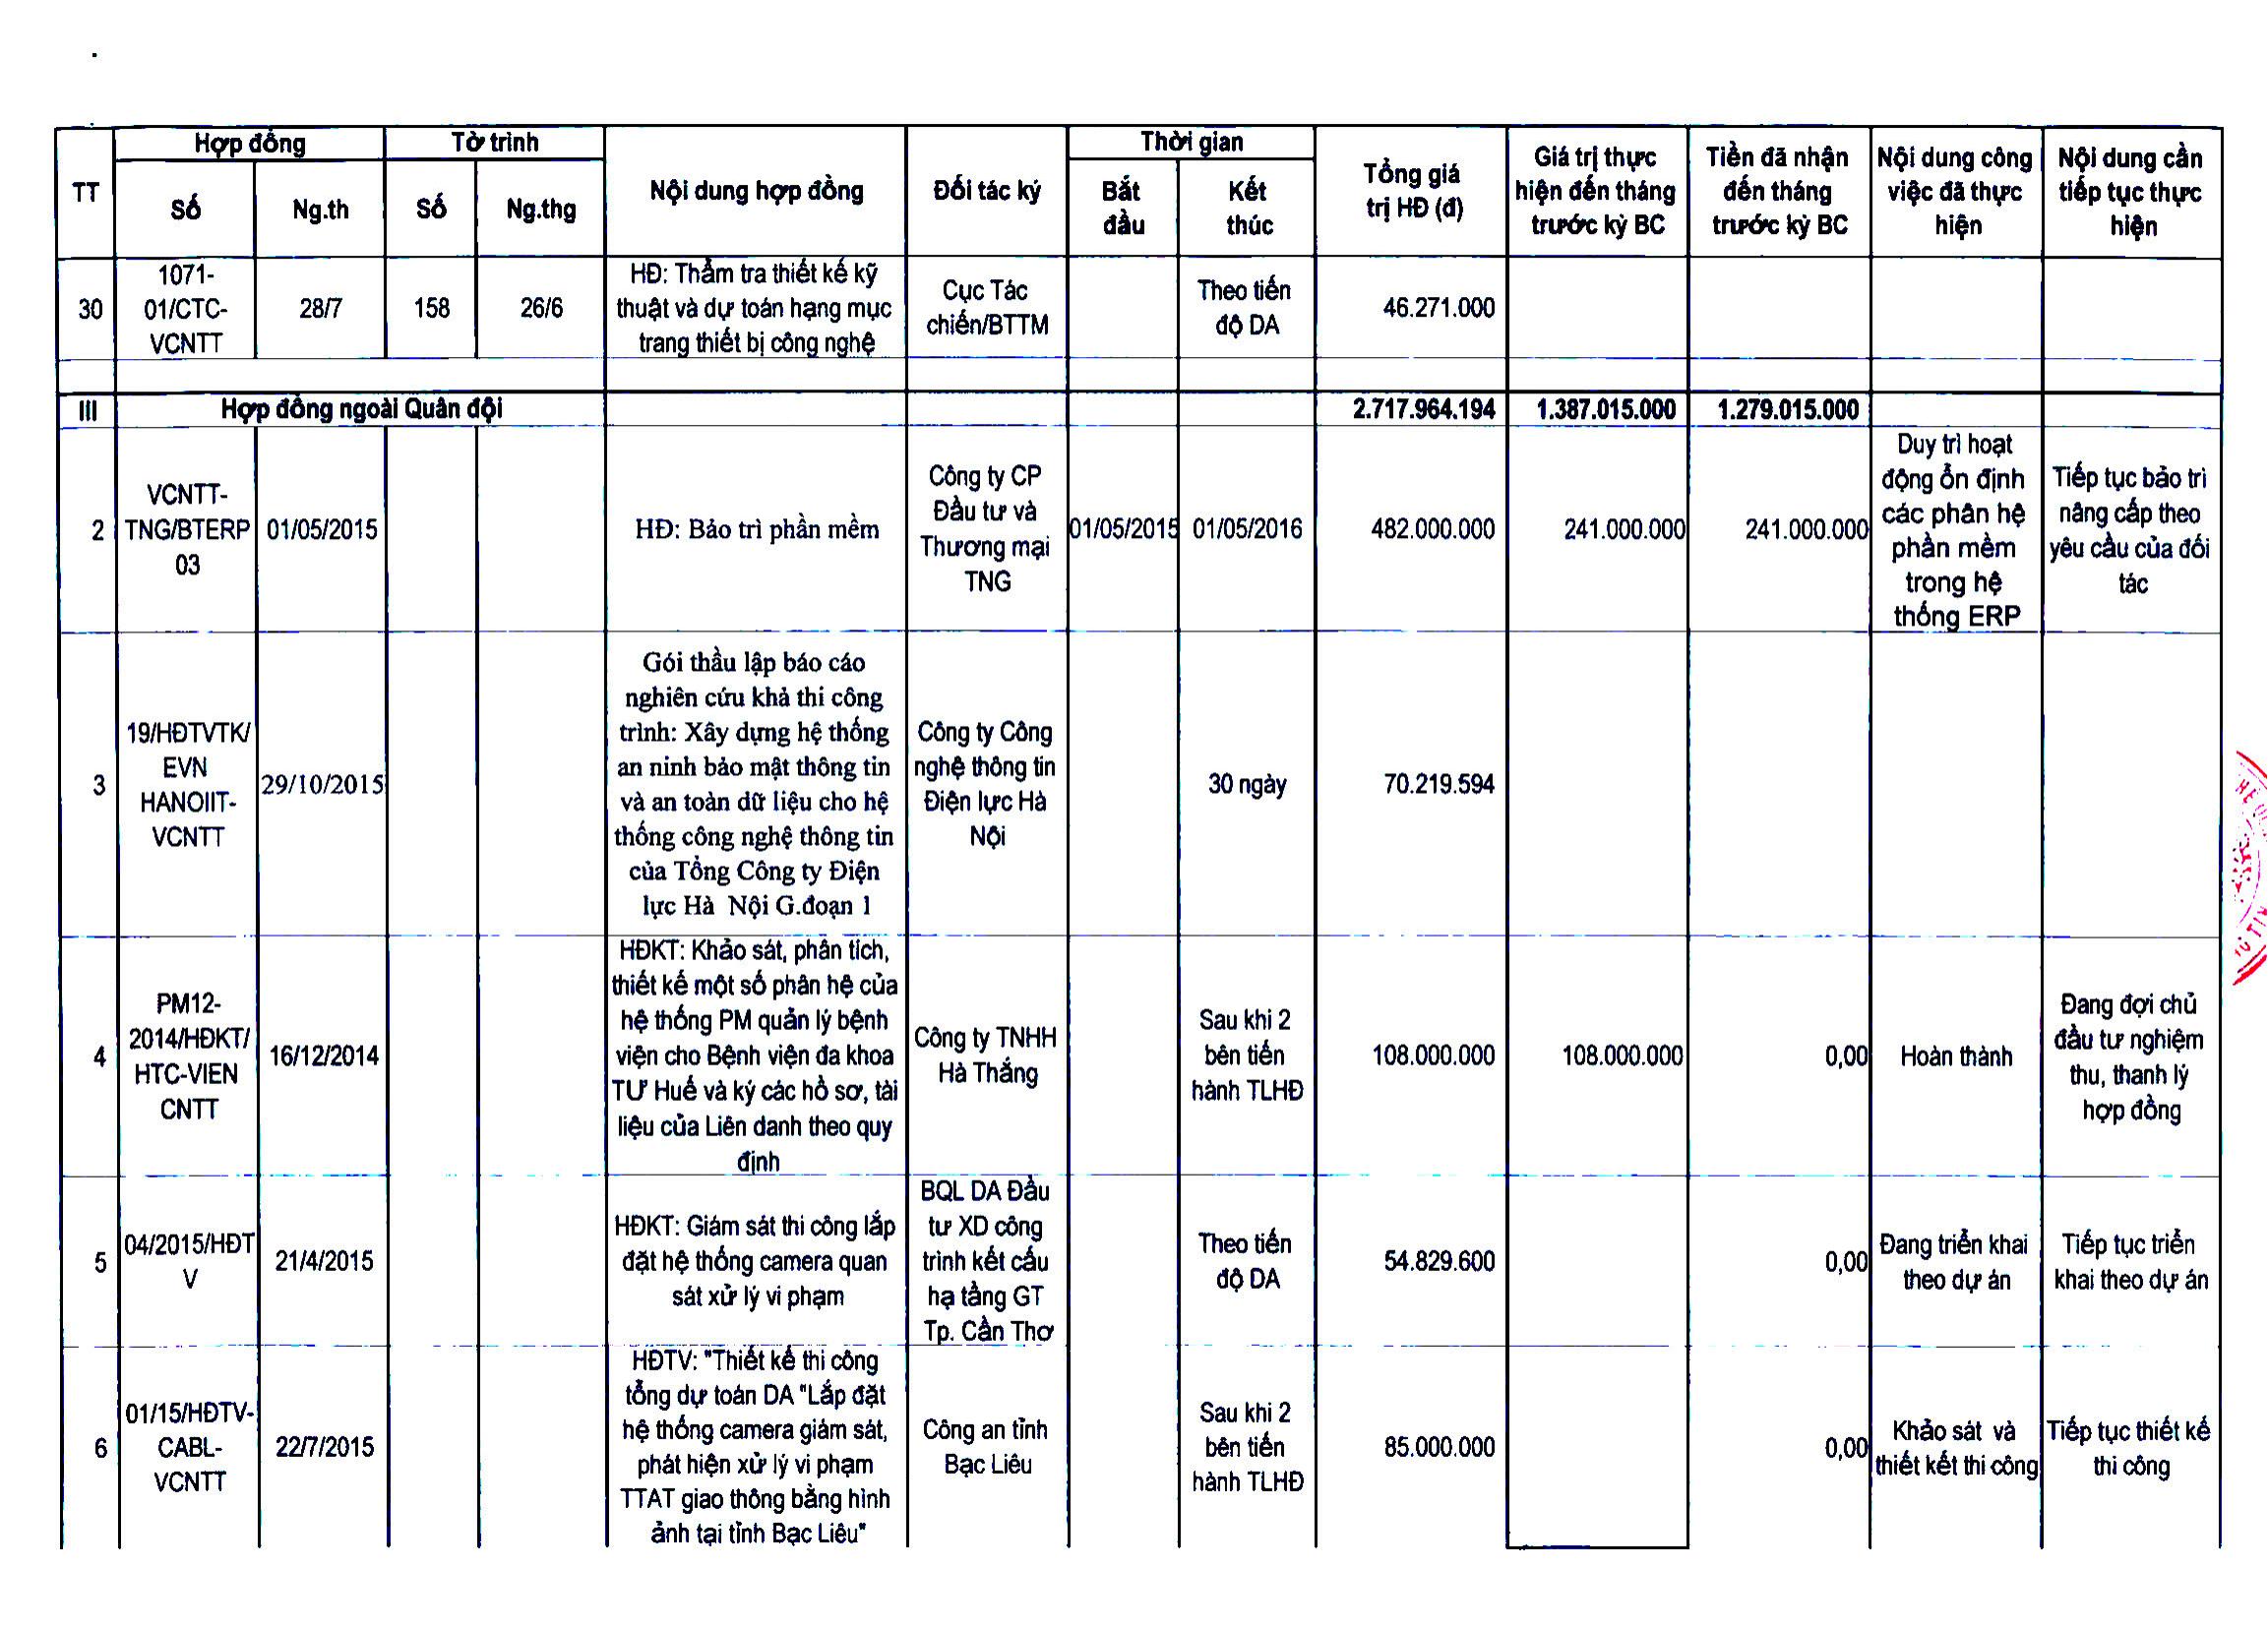 Hợp đồng
Tờ trình
Thời gian
TT
Số
Ng.th
Số
Ng.thg
Nội dung hợp đồng
Đối tác ký
Bắt
đầu
Kết
thúc
Tổng giá
trị HĐ (đ)
Giá trị thực
hiện đến tháng
trước kỳ BC
Tiền đã nhận
đến tháng
trước kỳ BC
Nội dung công
việc đã thực
hiện
Nội dung cần
tiếp tục thực
hiện
30
1071-
01/CTC-
VCNTT
28/7
158
26/6
HĐ: Thẩm tra thiết kế kỹ
thuật và dự toán hạng mục
trang thiết bị công nghệ
Cục Tác
chiến/BTTM
Theo tiến
độ DA
46.271.000
III
Hợp đồng ngoài Quân đội
2.717.964.194
1.387.015.000
1.279.015.000
2
VCNTT-
TNG/BTERP
03
01/05/2015
HĐ: Bảo trì phần mềm
Công ty CP
Đầu tư và
Thương mại
TNG
01/05/2015
01/05/2016
482.000.000
241.000.000
241.000.000
Duy trì hoạt
động ổn định
các phân hệ
phần mềm
trong hệ
thống ERP
Tiếp tục bảo trì
nâng cấp theo
yêu cầu của đối
tác
3
19/HĐTVTK/
EVN
HANOIIT-
VCNTT
29/10/2015
Gói thầu lập báo cáo
nghiên cứu khả thi công
trình: Xây dựng hệ thống
an ninh bảo mật thông tin
và an toàn dữ liệu cho hệ
thống công nghệ thông tin
của Tổng Công ty Điện
lực Hà Nội G.đoạn 1
Công ty Công
nghệ thông tin
Điện lực Hà
Nội
30 ngày
70.219.594
4
PM12-
2014/HĐKT/
HTC-VIEN
CNTT
16/12/2014
HĐKT: Khảo sát, phân tích,
thiết kế một số phân hệ của
hệ thống PM quản lý bệnh
viện cho Bệnh viện đa khoa
TƯ Huế và ký các hồ sơ, tài
liệu của Liên danh theo quy
định
Công ty TNHH
Hà Thắng
Sau khi 2
bên tiến
hành TLHĐ
108.000.000
108.000.000
0,00
Hoàn thành
Đang đợi chủ
đầu tư nghiệm
thu, thanh lý
hợp đồng
5
04/2015/HĐT
V
21/4/2015
HĐKT: Giám sát thi công lắp
đặt hệ thống camera quan
sát xử lý vi phạm
BQL DA Đầu
tư XD công
trình kết cấu
hạ tầng GT
Tp. Cần Thơ
Theo tiến
độ DA
54.829.600
0,00
Đang triển khai
theo dự án
Tiếp tục triển
khai theo dự án
6
01/15/HĐTV-
CABL-
VCNTT
22/7/2015
HĐTV: "Thiết kế thi công
tổng dự toán DA "Lắp đặt
hệ thống camera giám sát,
phát hiện xử lý vi phạm
TTAT giao thông bằng hình
ảnh tại tỉnh Bạc Liêu"
Công an tỉnh
Bạc Liêu
Sau khi 2
bên tiến
hành TLHĐ
85.000.000
0,00
Khảo sát và
thiết kết thi công
Tiếp tục thiết kế
thi công